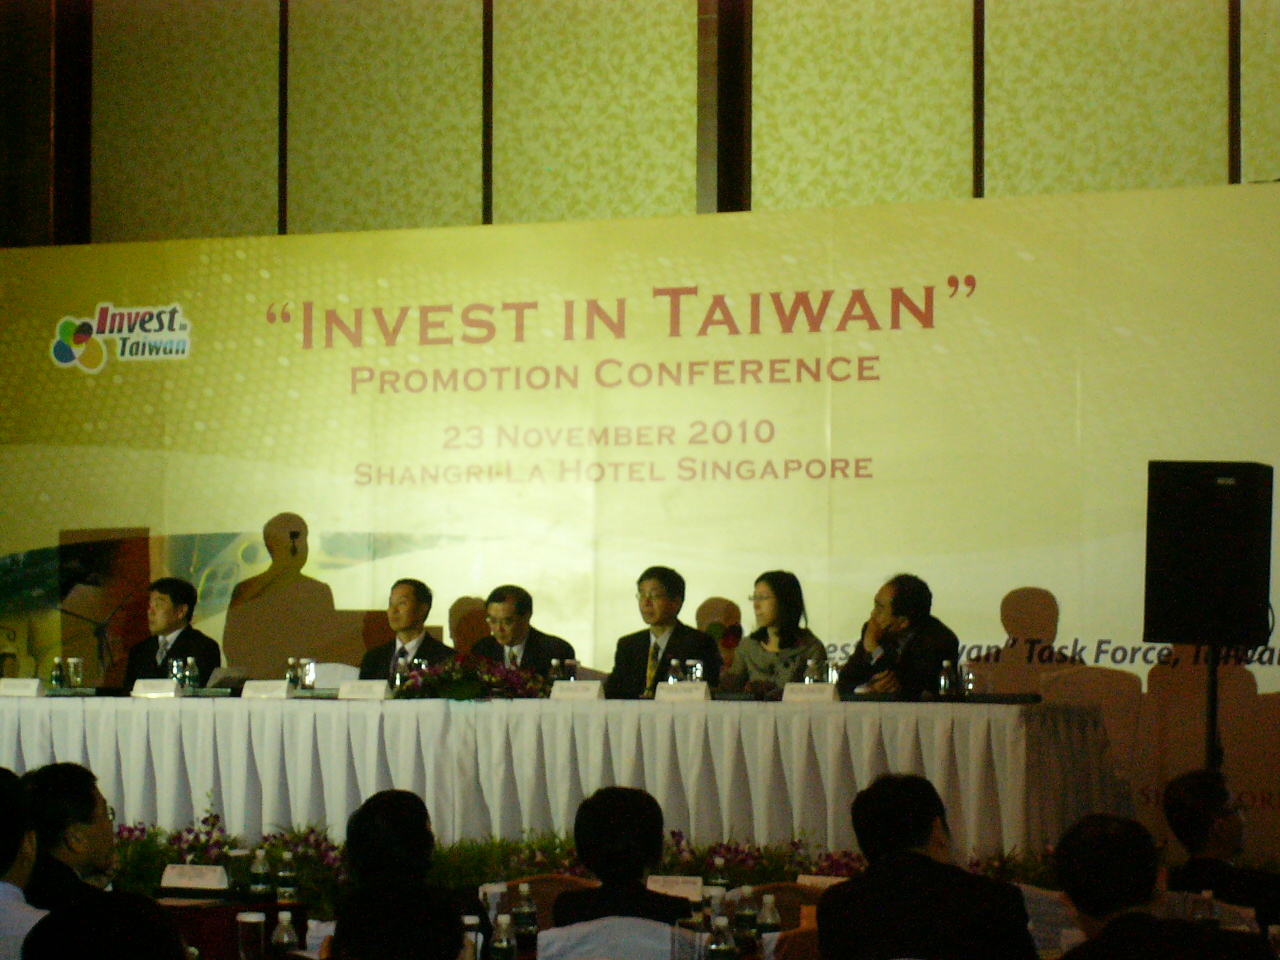 Invest in
Taiwan
“INVEST IN TAIWAN”
PROMOTION CONFERENCE
23 NOVEMBER 2010
SHANGRI-LA HOTEL SINGAPORE
Task Force, Taiwan